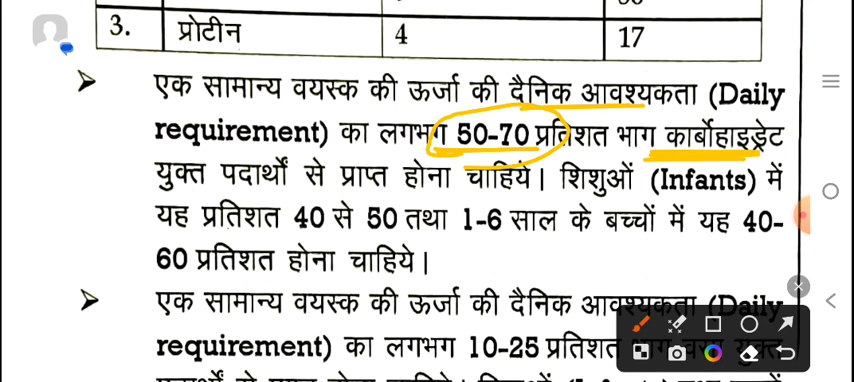 3. प्रोटीन 4 17
एक सामान्य वयस्क की ऊर्जा की दैनिक आवश्यकता (Daily
requirement) का लगभग 50-70 प्रतिशत भाग कार्बोहाइड्रेट
युक्त पदार्थों से प्राप्त होना चाहिये। शिशुओं (Infants) में
यह प्रतिशत 40 से 50 तथा 1-6 साल के बच्चों में यह 40-
60 प्रतिशत होना चाहिये।
एक सामान्य वयस्क की ऊर्जा की दैनिक आवश्यकता (Daily
requirement) का लगभग 10-25 प्रतिशत